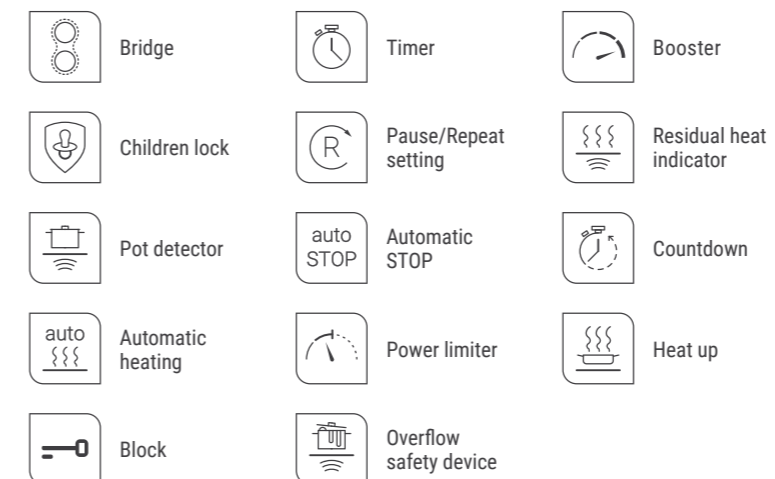 Bridge
Timer
Booster
Children lock
R
Pause/Repeat
setting
Residual heat
indicator
Pot detector
auto
STOP
Automatic
STOP
Countdown
auto
Automatic
heating
Power limiter
Heat up
Block
Overflow
safety device